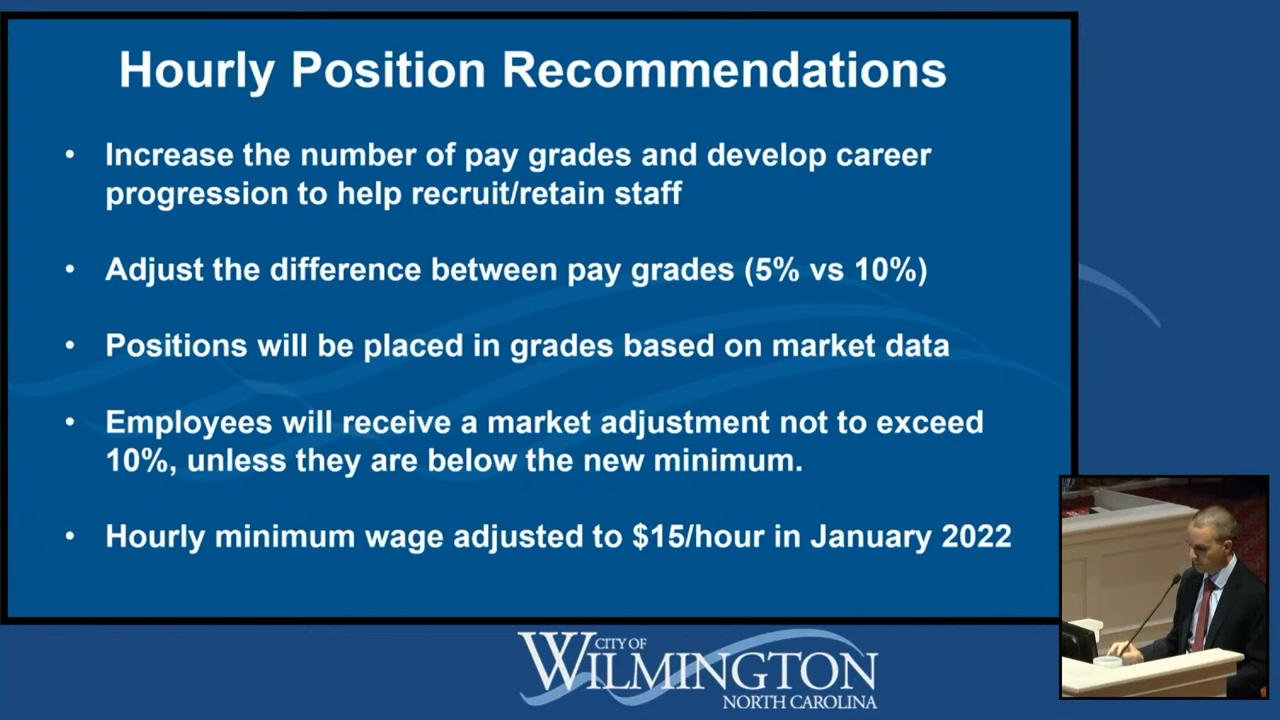 Hourly Position Recommendations
• Increase the number of pay grades and develop career
progression to help recruit/retain staff
• Adjust the difference between pay grades (5% vs 10%)
• Positions will be placed in grades based on market data
• Employees will receive a market adjustment not to exceed
10%, unless they are below the new minimum.
• Hourly minimum wage adjusted to $15/hour in January 2022
CITY OF
WILMINGTON
NORTH CAROLINA